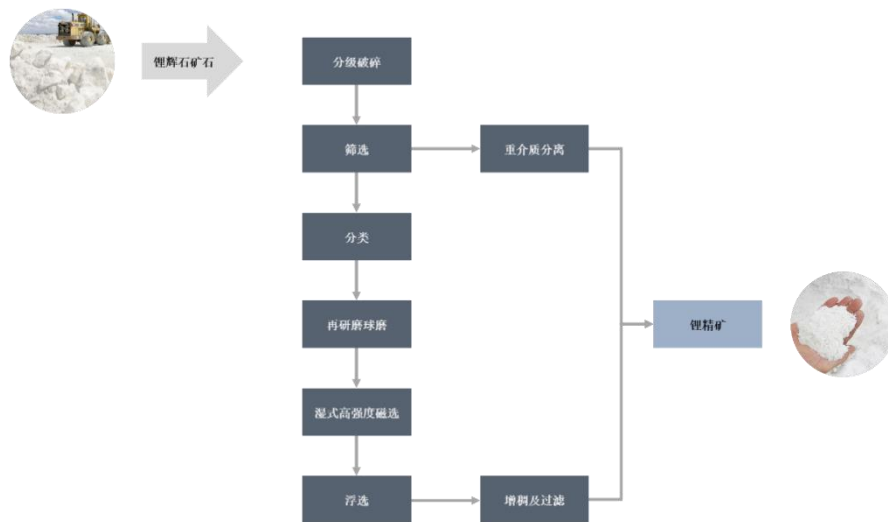 锂辉石矿石
分级破碎
筛选
重介质分离
分类
再研磨球磨
锂精矿
湿式高强度磁选
浮选
增稠及过滤